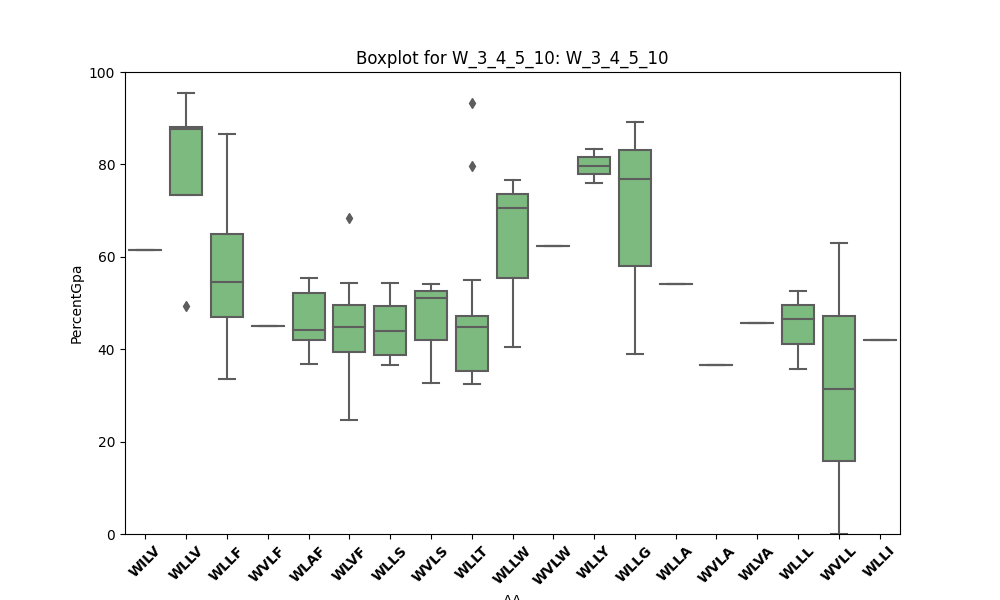 Boxplot for W_3_4_5_10: W_3_4_5_10
PercentGpa
100
80
60
40
20
0
WILV
WLLV
WLLF
WVLF
WLAF
WLVF
WLLS
WVLS
WLLT
WLLW
WVLW
WLLY
WLLG
WLLA
WVLA
WLVA
WLLL
WVLL
WLLI
AA